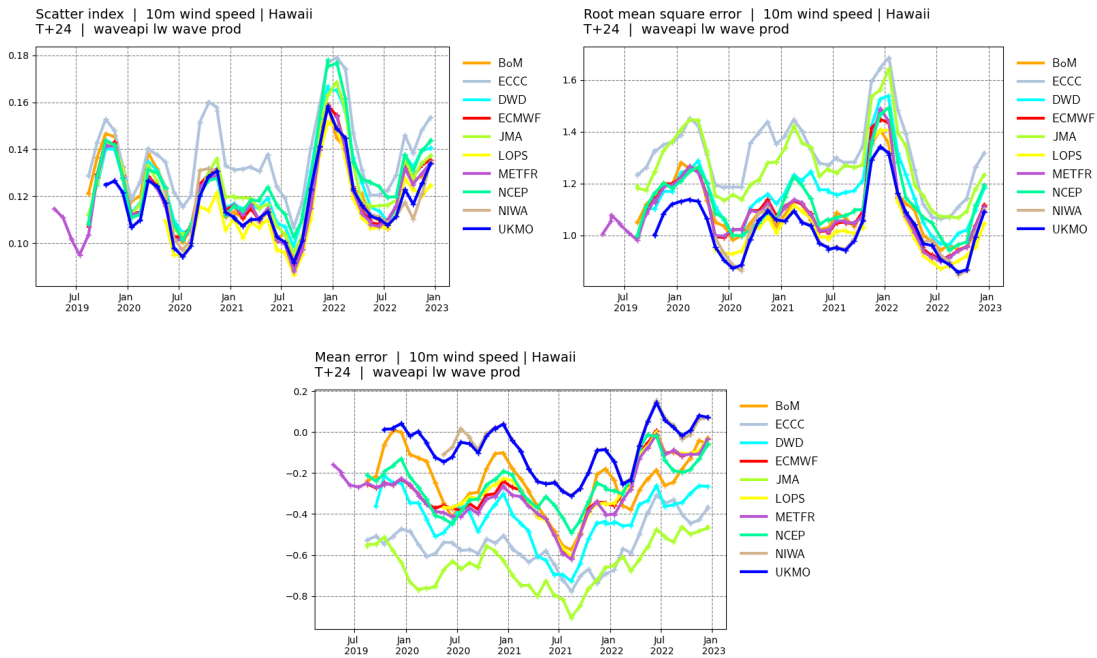 Scatter index | 10m wind speed | Hawaii
T+24 | waveapi lw wave prod
0.18
0.16
0.14
0.12
0.10
Jul
2019
Jan
2020
Jul
2020
Jan
2021
Jul
2021
Jan
2022
Jul
2022
Jan
2023
BoM
ECCC
DWD
ECMWF
JMA
LOPS
METFR
NCEP
NIWA
UKMO
Root mean square error | 10m wind speed | Hawaii
T+24 | waveapi lw wave prod
1.6
1.4
1.2
1.0
Jul
2019
Jan
2020
Jul
2020
Jan
2021
Jul
2021
Jan
2022
Jul
2022
Jan
2023
BoM
ECCC
DWD
ECMWF
JMA
LOPS
METFR
NCEP
NIWA
UKMO
Mean error | 10m wind speed | Hawaii
T+24 | waveapi lw wave prod
0.2
0.0
−0.2
−0.4
−0.6
−0.8
Jul
2019
Jan
2020
Jul
2020
Jan
2021
Jul
2021
Jan
2022
Jul
2022
Jan
2023
BoM
ECCC
DWD
ECMWF
JMA
LOPS
METFR
NCEP
NIWA
UKMO